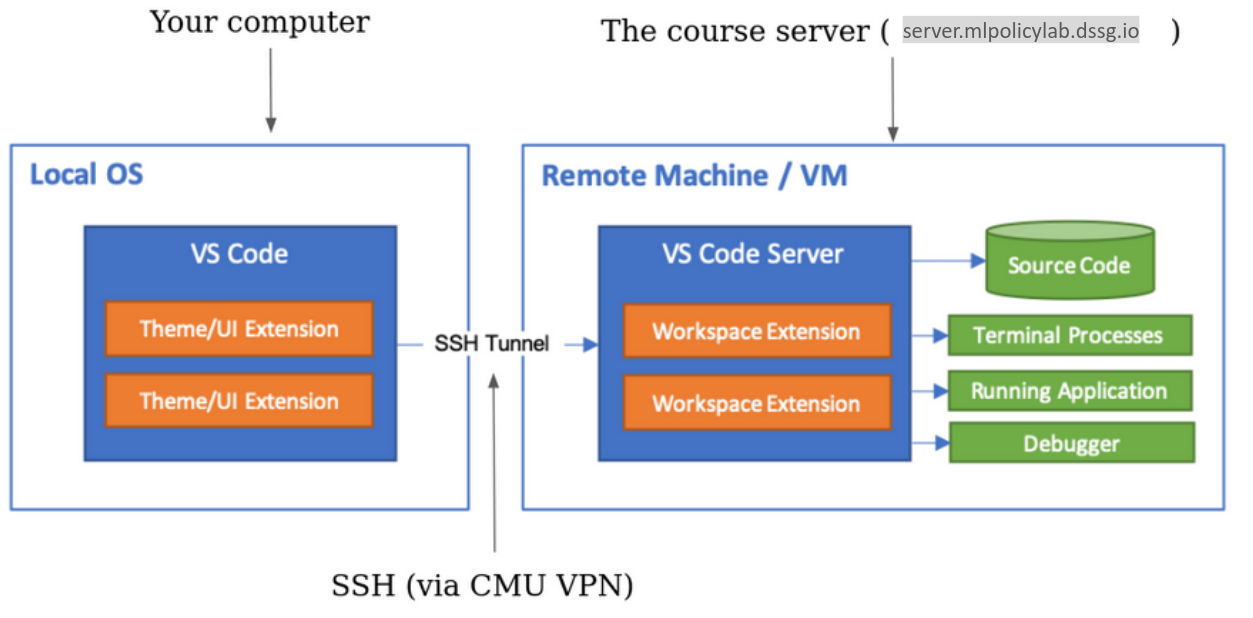 Your computer
The course server ( server.mlpolicylab.dssg.io )
Local OS
VS Code
Theme/UI Extension
Theme/UI Extension
SSH Tunnel
Remote Machine / VM
VS Code Server
Workspace Extension
Workspace Extension
Source Code
Terminal Processes
Running Application
Debugger
SSH (via CMU VPN)